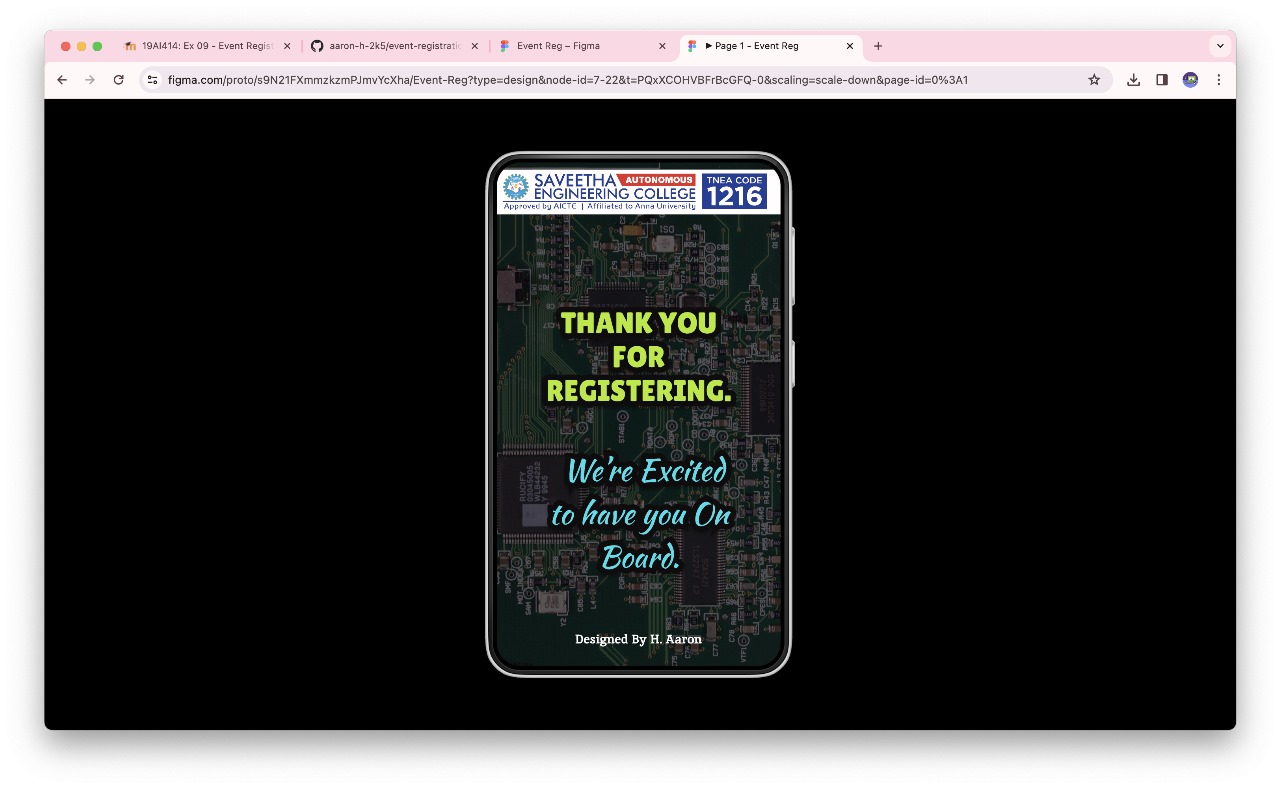 19AI414: Ex 09 - Event Regist
aaron-h-2k5/event-registratio
Event Reg – Figma
Page 1 - Event Reg
figma.com/proto/s9N21FXmmzkzmPJmvYcXha/Event-Reg?type=design&node-id=7-22&t=PQxXCOHVBFrBcGFQ-0&scaling=scale-down&page-id=0%3A1
SAVEETHA AUTONOMOUS
ENGINEERING COLLEGE
Approved by AICTE | Affiliated to Anna University
TNEA CODE
1216
THANK YOU
FOR
REGISTERING.
We're Excited
to have you On
Board.
Designed By H. Aaron